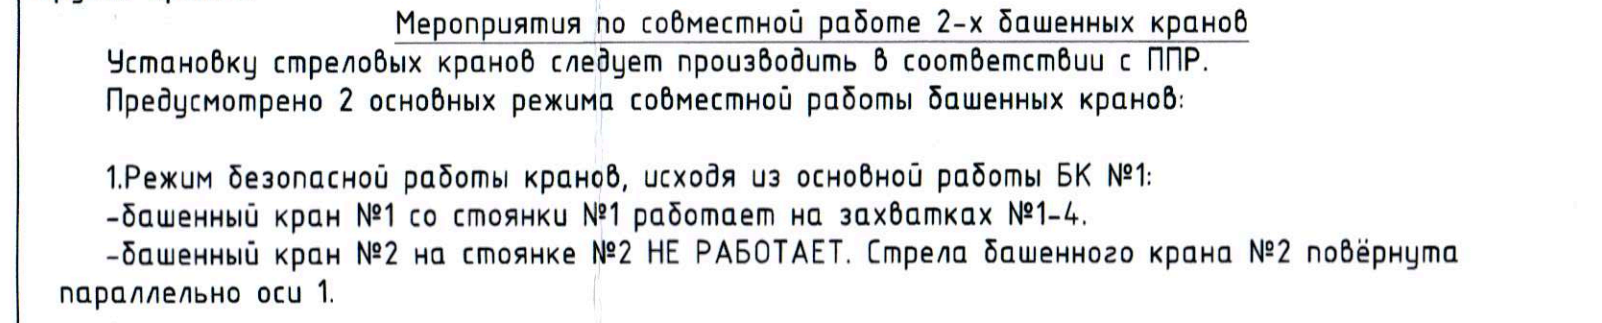 Мероприятия по совместной работе 2-х башенных кранов
Установку стреловых кранов следует производить в соответствии с ППР.
Предусмотрено 2 основных режима совместной работы башенных кранов:
1.Режим безопасной работы кранов, исходя из основной работы БК №1:
-башенный кран №1 со стоянки №1 работает на захватках №1-4.
-башенный кран №2 на стоянке №2 НЕ РАБОТАЕТ. Стрела башенного крана №2 повёрнута
параллельно оси 1.